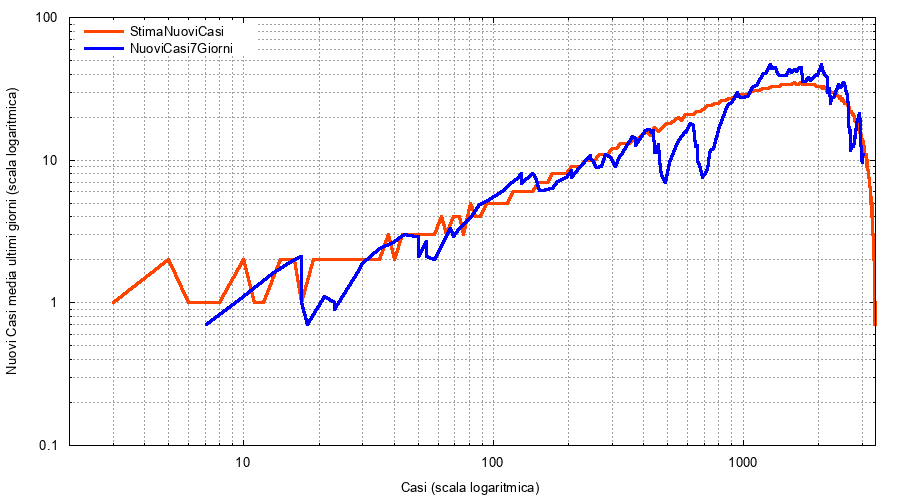 100
StimaNuoviCasi
NuoviCasi7Giorni
Nuovi Casi media ultimi giorni (scala logaritmica)
10
1
0.1
10 100 1000
Casi (scala logaritmica)